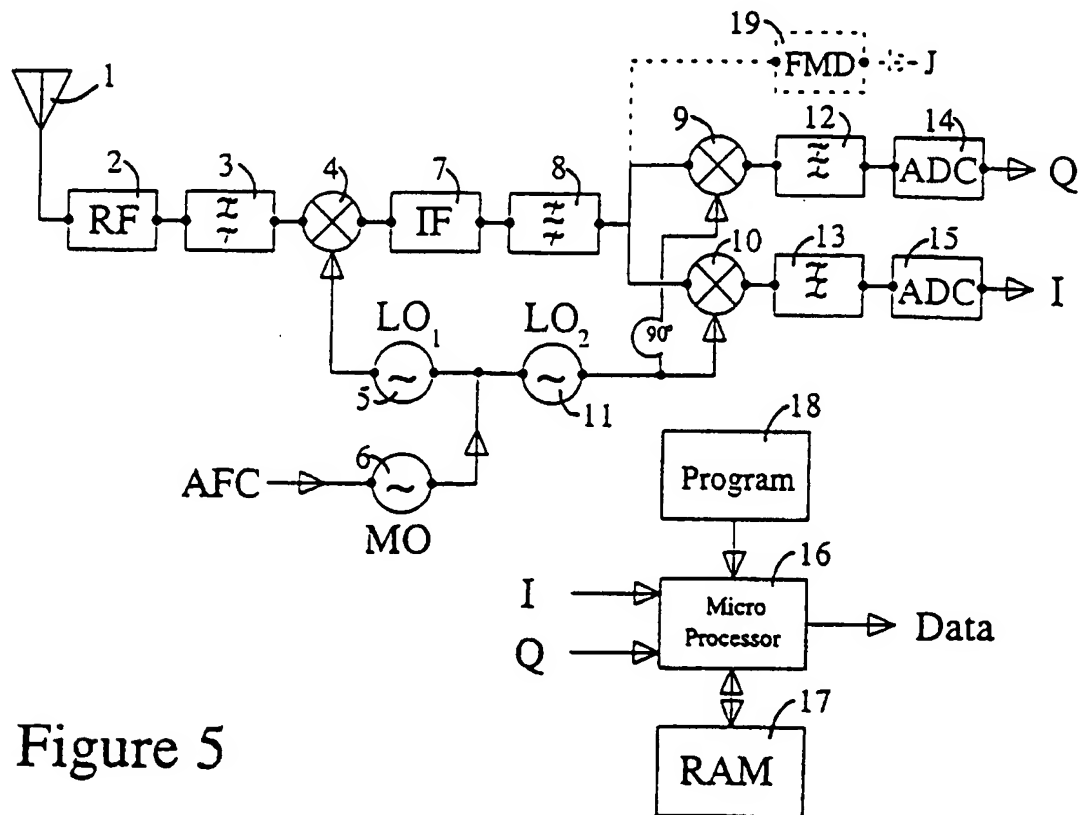 19
FMD
J
1
9
12
14
2
3
4
7
8
ADC
Q
RF
IF
10
13
15
ADC
I
LO1
LO2
90°
5
11
18
AFC
6
Program
MO
16
I
Micro
Processor
Data
Q
17
RAM
Figure 5